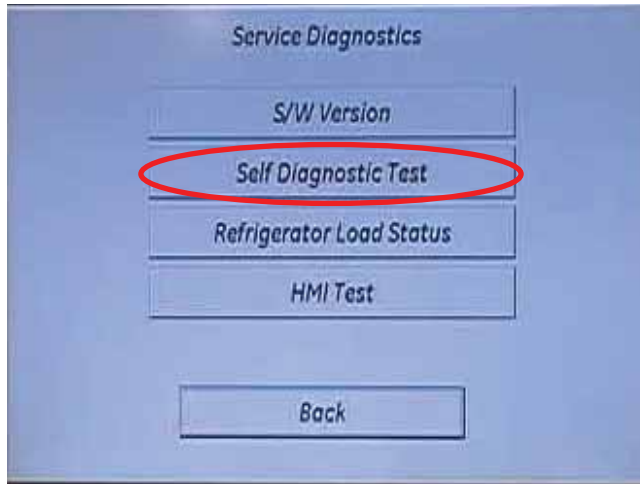 Service Diagnostics
S/W Version
Self Diagnostic Test
Refrigerator Load Status
HMI Test
Back